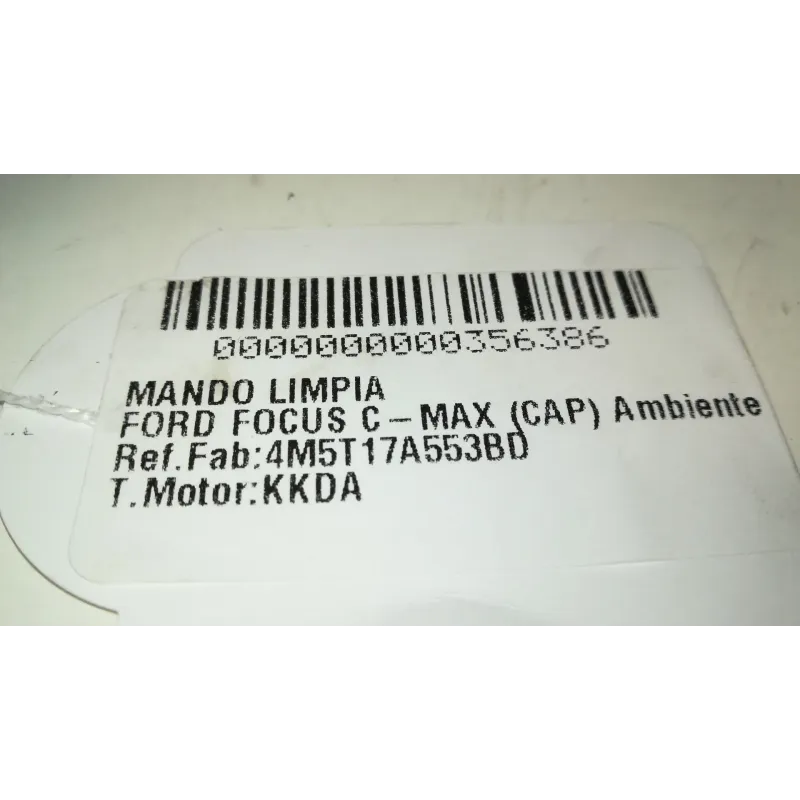 0000000000356386
MANDO LIMPIA
FORD FOCUS C-MAX (CAP) Ambiente
Ref.Fab:4M5T17A553BD
T.Motor:KKDA